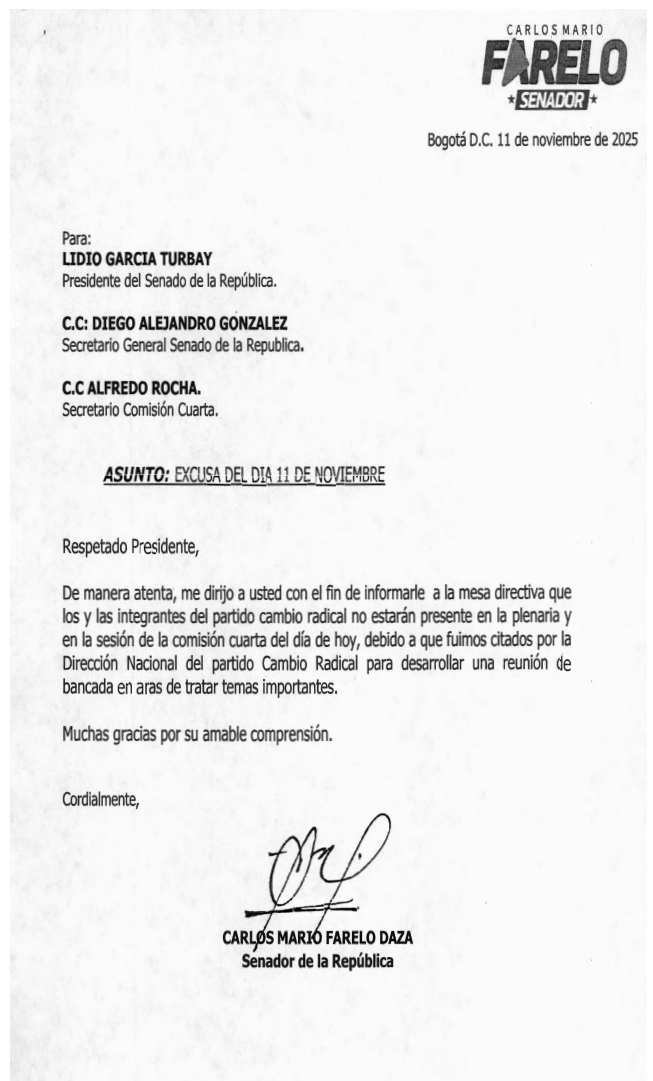 CARLOS MARIO
FARELO
SENADOR
Bogotá D.C. 11 de noviembre de 2025
Para:
LIDIO GARCIA TURBAY
Presidente del Senado de la República.
C.C: DIEGO ALEJANDRO GONZALEZ
Secretario General Senado de la Republica.
C.C ALFREDO ROCHA.
Secretario Comisión Cuarta.
ASUNTO: EXCUSA DEL DIA 11 DE NOVIEMBRE
Respetado Presidente,
De manera atenta, me dirijo a usted con el fin de informarle a la mesa directiva que
los y las integrantes del partido cambio radical no estarán presente en la plenaria y
en la sesión de la comisión cuarta del día de hoy, debido a que fuimos citados por la
Dirección Nacional del partido Cambio Radical para desarrollar una reunión de
bancada en aras de tratar temas importantes.
Muchas gracias por su amable comprensión.
Cordialmente,
CARLOS MARIO FARELO DAZA
Senador de la República